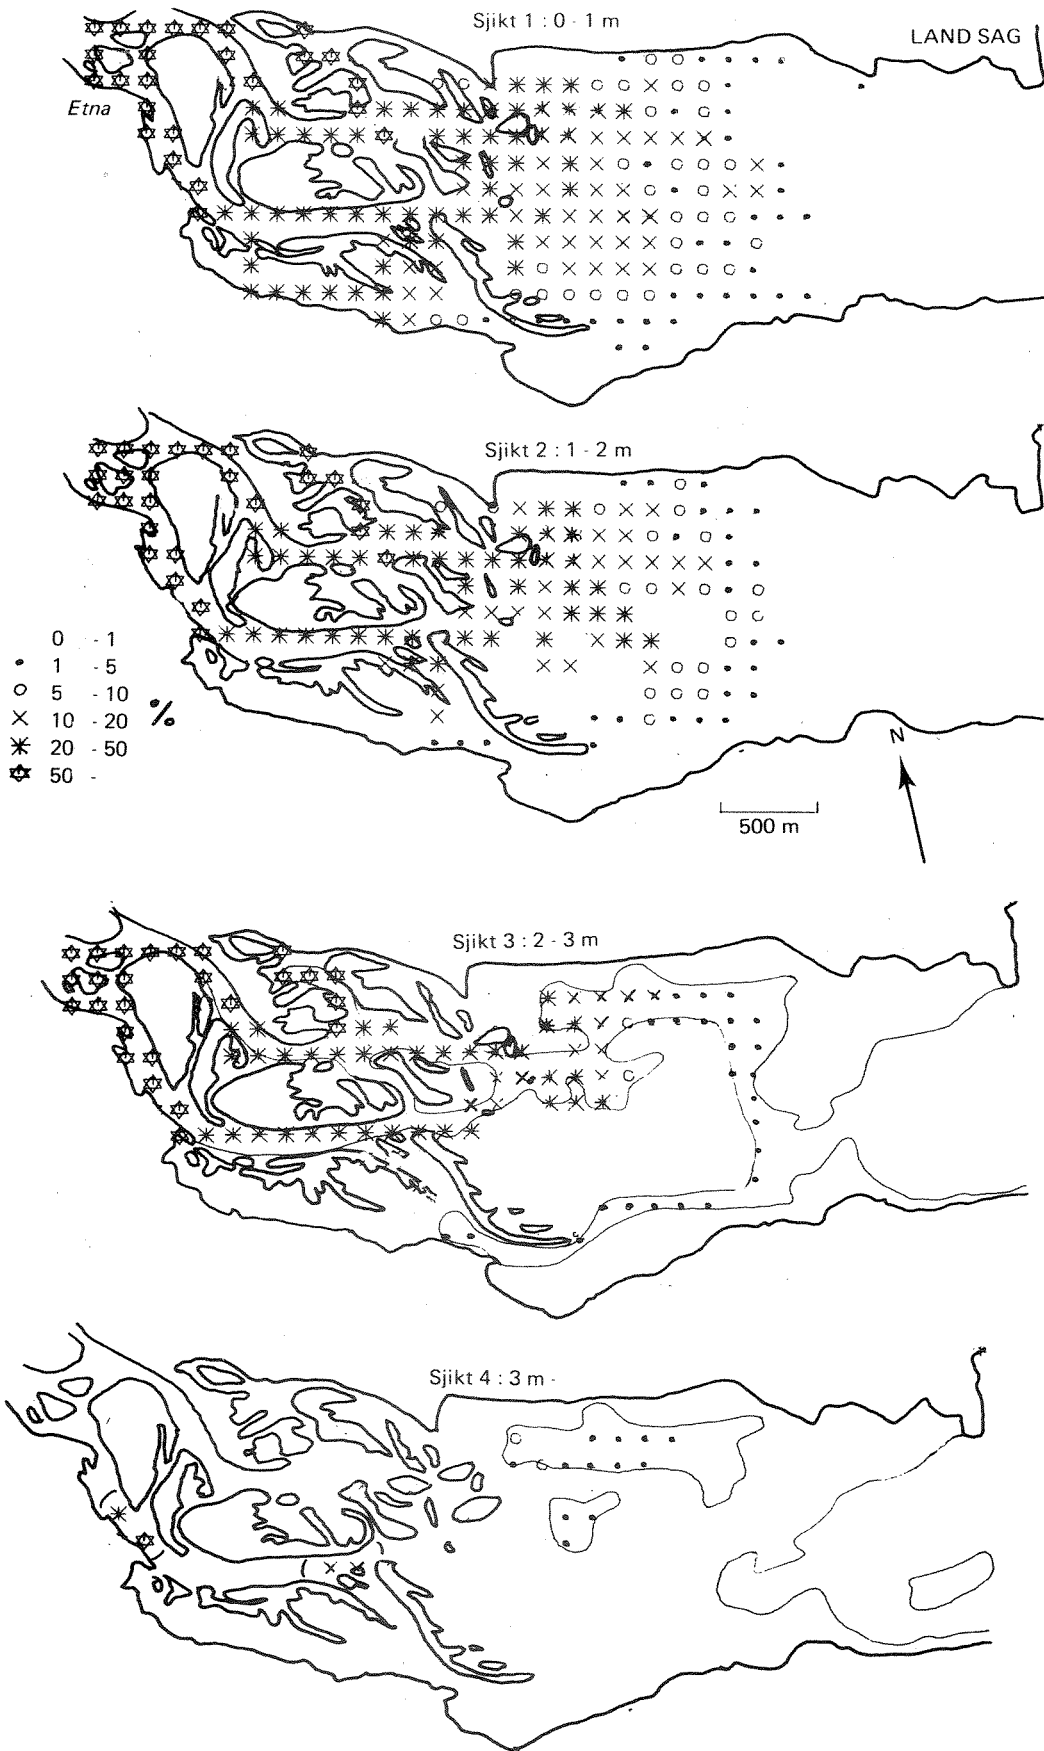 Sjikt 1 : 0 - 1 m
LAND SAG
Etna
Sjikt 2 : 1 - 2 m
0 - 1
1 - 5
5 - 10
10 - 20 %
20 - 50
50 -
N
500 m
Sjikt 3 : 2 - 3 m
Sjikt 4 : 3 m -